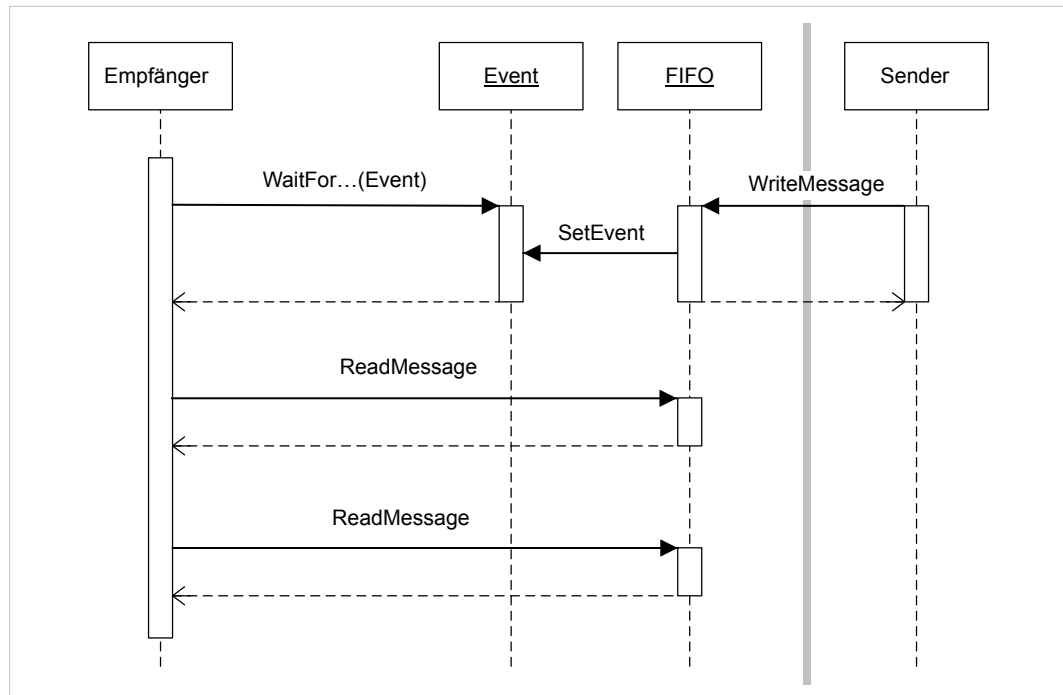 Empfänger
Event
FIFO
Sender
WaitFor…(Event)
WriteMessage
SetEvent
ReadMessage
ReadMessage